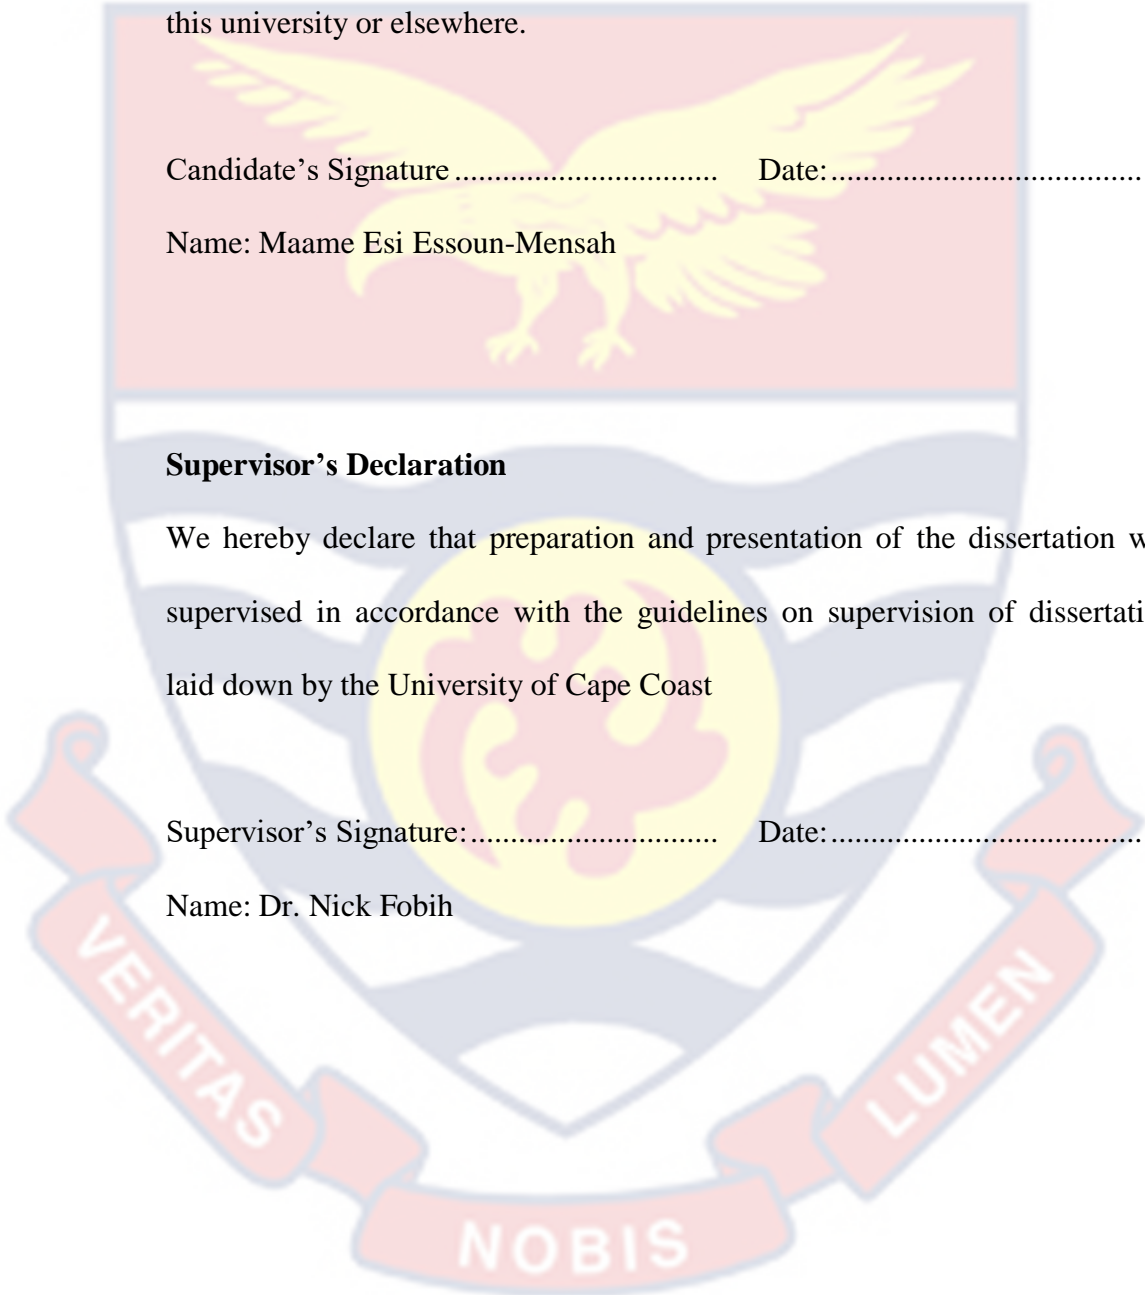 this university or elsewhere.
Candidate’s Signature ................................. Date: .......................................
Name: Maame Esi Essoun-Mensah
Supervisor’s Declaration
We hereby declare that preparation and presentation of the dissertation
supervised in accordance with the guidelines on supervision of
laid down by the University of Cape Coast
Supervisor’s Signature: ............................... Date: .......................................
Name: Dr. Nick Fobih
VERITAS
NOBIS
LUMEN